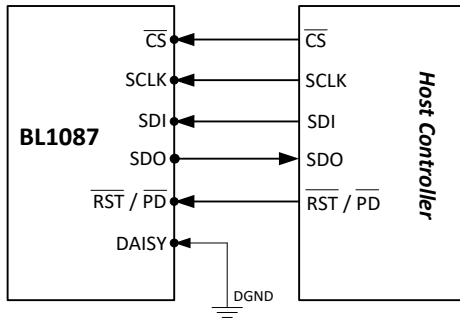 CS CS
SCLK SCLK
SDI SDI
BL1087
SDO SDO
RST / PD RST / PD
DAISY
DGND
Host Controller